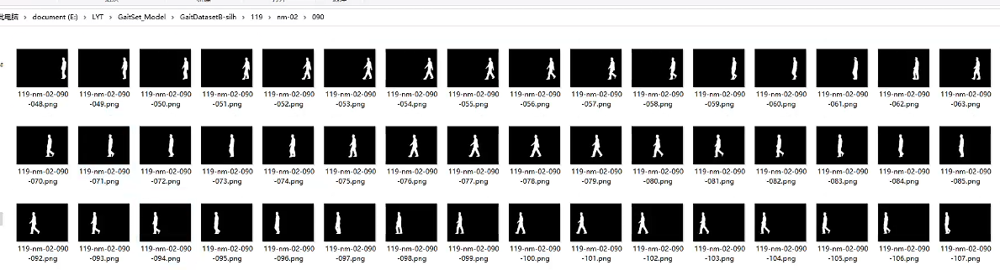 此电脑 › document (E:) › LYT › GaitSet_Model › GaitDatasetB-silh › 119 › nm-02 › 090
119-nm-02-090-048.png
119-nm-02-090-049.png
119-nm-02-090-050.png
119-nm-02-090-051.png
119-nm-02-090-052.png
119-nm-02-090-053.png
119-nm-02-090-054.png
119-nm-02-090-055.png
119-nm-02-090-056.png
119-nm-02-090-057.png
119-nm-02-090-058.png
119-nm-02-090-059.png
119-nm-02-090-060.png
119-nm-02-090-061.png
119-nm-02-090-062.png
119-nm-02-090-063.png
119-nm-02-090-070.png
119-nm-02-090-071.png
119-nm-02-090-072.png
119-nm-02-090-073.png
119-nm-02-090-074.png
119-nm-02-090-075.png
119-nm-02-090-076.png
119-nm-02-090-077.png
119-nm-02-090-078.png
119-nm-02-090-079.png
119-nm-02-090-080.png
119-nm-02-090-081.png
119-nm-02-090-082.png
119-nm-02-090-083.png
119-nm-02-090-084.png
119-nm-02-090-085.png
119-nm-02-090-092.png
119-nm-02-090-093.png
119-nm-02-090-094.png
119-nm-02-090-095.png
119-nm-02-090-096.png
119-nm-02-090-097.png
119-nm-02-090-098.png
119-nm-02-090-099.png
119-nm-02-090-100.png
119-nm-02-090-101.png
119-nm-02-090-102.png
119-nm-02-090-103.png
119-nm-02-090-104.png
119-nm-02-090-105.png
119-nm-02-090-106.png
119-nm-02-090-107.png